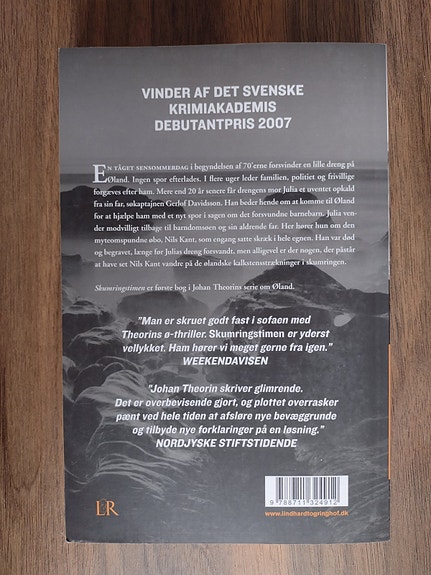 VINDER AF DET SVENSKE
KRIMIAKADEMIS
DEBUTANTPRIS 2007
EN TÅGET SENSOMMERDAG i begyndelsen af 70'erne forsvinder en lille dreng på
Øland. Ingen spor efterlades. I flere uger leder familien, politiet og frivillige
forgæves efter ham. Mere end 20 år senere får drengens mor Julia et uventet opkald
fra sin far, søkaptajnen Gerlof Davidsson. Han beder hende om at komme til Øland
for at hjælpe ham med et nyt spor i sagen om det forsvundne barnebarn. Julia ven-
der modvilligt tilbage til barndomsøen og sin aldrende far. Her hører hun om den
myteomspundne øbo, Nils Kant, som engang satte skræk i hele egnen. Han var død
og begravet, længe før Julias dreng forsvandt, men alligevel er der nogen, der påstår
at have set Nils Kant vandre på de ølandske kalkstensstrækninger i skumringen.
Skumringstimen er første bog i Johan Theorins serie om Øland.
"Man er skruet godt fast i sofaen med
Theorins ø-thriller. Skumringstimen er yderst
vellykket. Ham hører vi meget gerne fra igen."
WEEKENDAVISEN
"Johan Theorin skriver glimrende.
Det er overbevisende gjort, og plottet overrasker
pænt ved hele tiden at afsløre nye bevæggrunde
og tilbyde nye forklaringer på en løsning."
NORDJYSKE STIFTSTIDENDE
L&R
9 788711 324912
www.lindhardtogringhof.dk